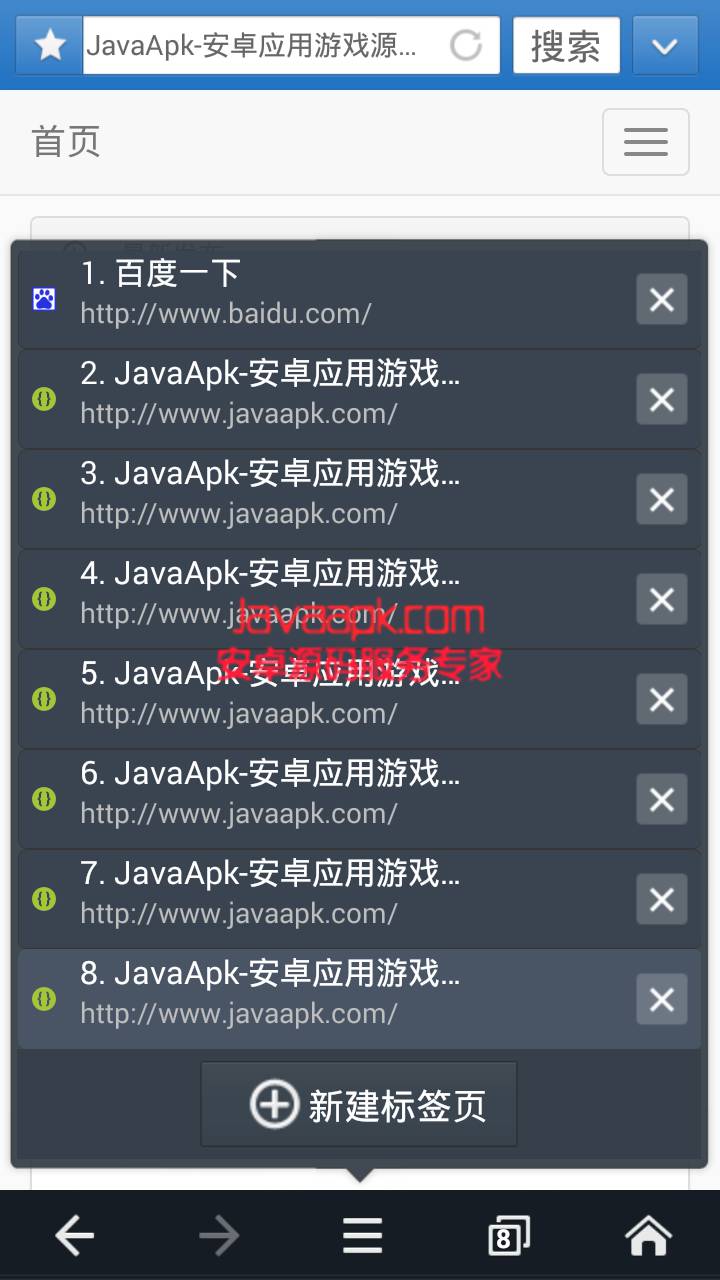 JavaApk-安卓应用游戏源...
搜索
首页
最新发布
1. 百度一下
http://www.baidu.com/
2. JavaApk-安卓应用游戏...
http://www.javaapk.com/
3. JavaApk-安卓应用游戏...
http://www.javaapk.com/
4. JavaApk-安卓应用游戏...
http://www.javaapk.com/
Javaapk.com
安卓源码服务专家
5. JavaApk-安卓应用游戏...
http://www.javaapk.com/
6. JavaApk-安卓应用游戏...
http://www.javaapk.com/
7. JavaApk-安卓应用游戏...
http://www.javaapk.com/
8. JavaApk-安卓应用游戏...
http://www.javaapk.com/
新建标签页
8